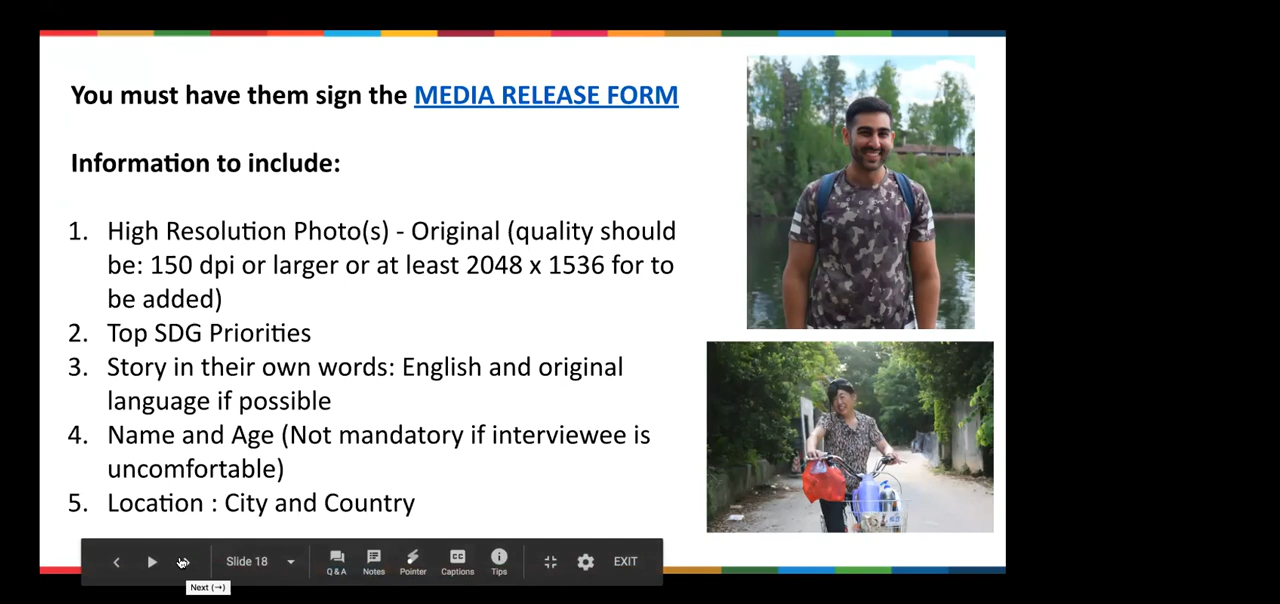 You must have them sign the MEDIA RELEASE FORM
Information to include:
1. High Resolution Photo(s) - Original (quality should
be: 150 dpi or larger or at least 2048 x 1536 for to
be added)
2. Top SDG Priorities
3. Story in their own words: English and original
language if possible
4. Name and Age (Not mandatory if interviewee is
uncomfortable)
5. Location : City and Country
Slide 18
Q & A
Notes
Pointer
CC
Captions
Tips
EXIT
Next (→)